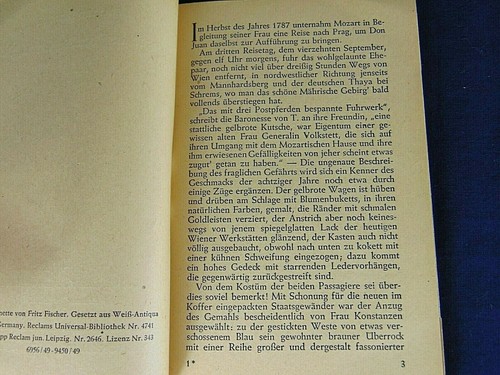 Im Herbst des Jahres 1787 unternahm Mozart in Be-
gleitung seiner Frau eine Reise nach Prag, um Don
Juan daselbst zur Aufführung zu bringen.
Am dritten Reisetag, dem vierzehnten September,
gegen elf Uhr morgens, fuhr das wohlgelaunte Ehe-
paar, noch nicht viel über dreißig Stunden Wegs von
Wien entfernt, in nordwestlicher Richtung jenseits
vom Mannhardsberg und der deutschen Thaya bei
Schrems, wo man das schöne Mährische Gebirg' bald
vollends überstiegen hat.
„Das mit drei Postpferden bespannte Fuhrwerk“,
schreibt die Baronesse von T. an ihre Freundin, „eine
stattliche gelbrote Kutsche, war Eigentum einer ge-
wissen alten Frau Generalin Volkstett, die sich auf
ihren Umgang mit dem Mozartischen Hause und ihre
ihm erwiesenen Gefälligkeiten von jeher scheint etwas
zugut' getan zu haben.“ — Die ungenaue Beschrei-
bung des fraglichen Gefährts wird sich ein Kenner des
Geschmacks der achtziger Jahre noch etwa durch
einige Züge ergänzen. Der gelbrote Wagen ist hüben
und drüben am Schlage mit Blumenbuketts, in ihren
natürlichen Farben, gemalt, die Ränder mit schmalen
Goldleisten verziert, der Anstrich aber noch keines-
wegs von jenem spiegelglatten Lack der heutigen
Wiener Werkstätten glänzend, der Kasten auch nicht
völlig ausgebaucht, obwohl nach unten zu kokett mit
einer kühnen Schweifung eingezogen; dazu kommt
ein hohes Gedeck mit starrenden Ledervorhängen,
die gegenwärtig zurückgestreift sind.
Von dem Kostüm der beiden Passagiere sei über-
dies soviel bemerkt! Mit Schonung für die neuen im
Koffer eingepackten Staatsgewänder war der Anzug
des Gemahls bescheidentlich von Frau Konstanzen
ausgewählt: zu der gestickten Weste von etwas ver-
schossenem Blau sein gewohnter brauner Überrock
mit einer Reihe großer und dergestalt fassonierter
1*
3
nette von Fritz Fischer. Gesetzt aus Weiß-Antiqua
Germany. Reclams Universal-Bibliothek Nr. 4741
pp Reclam jun. Leipzig. Nr. 2646. Lizenz Nr. 343
6956/49-9450/49